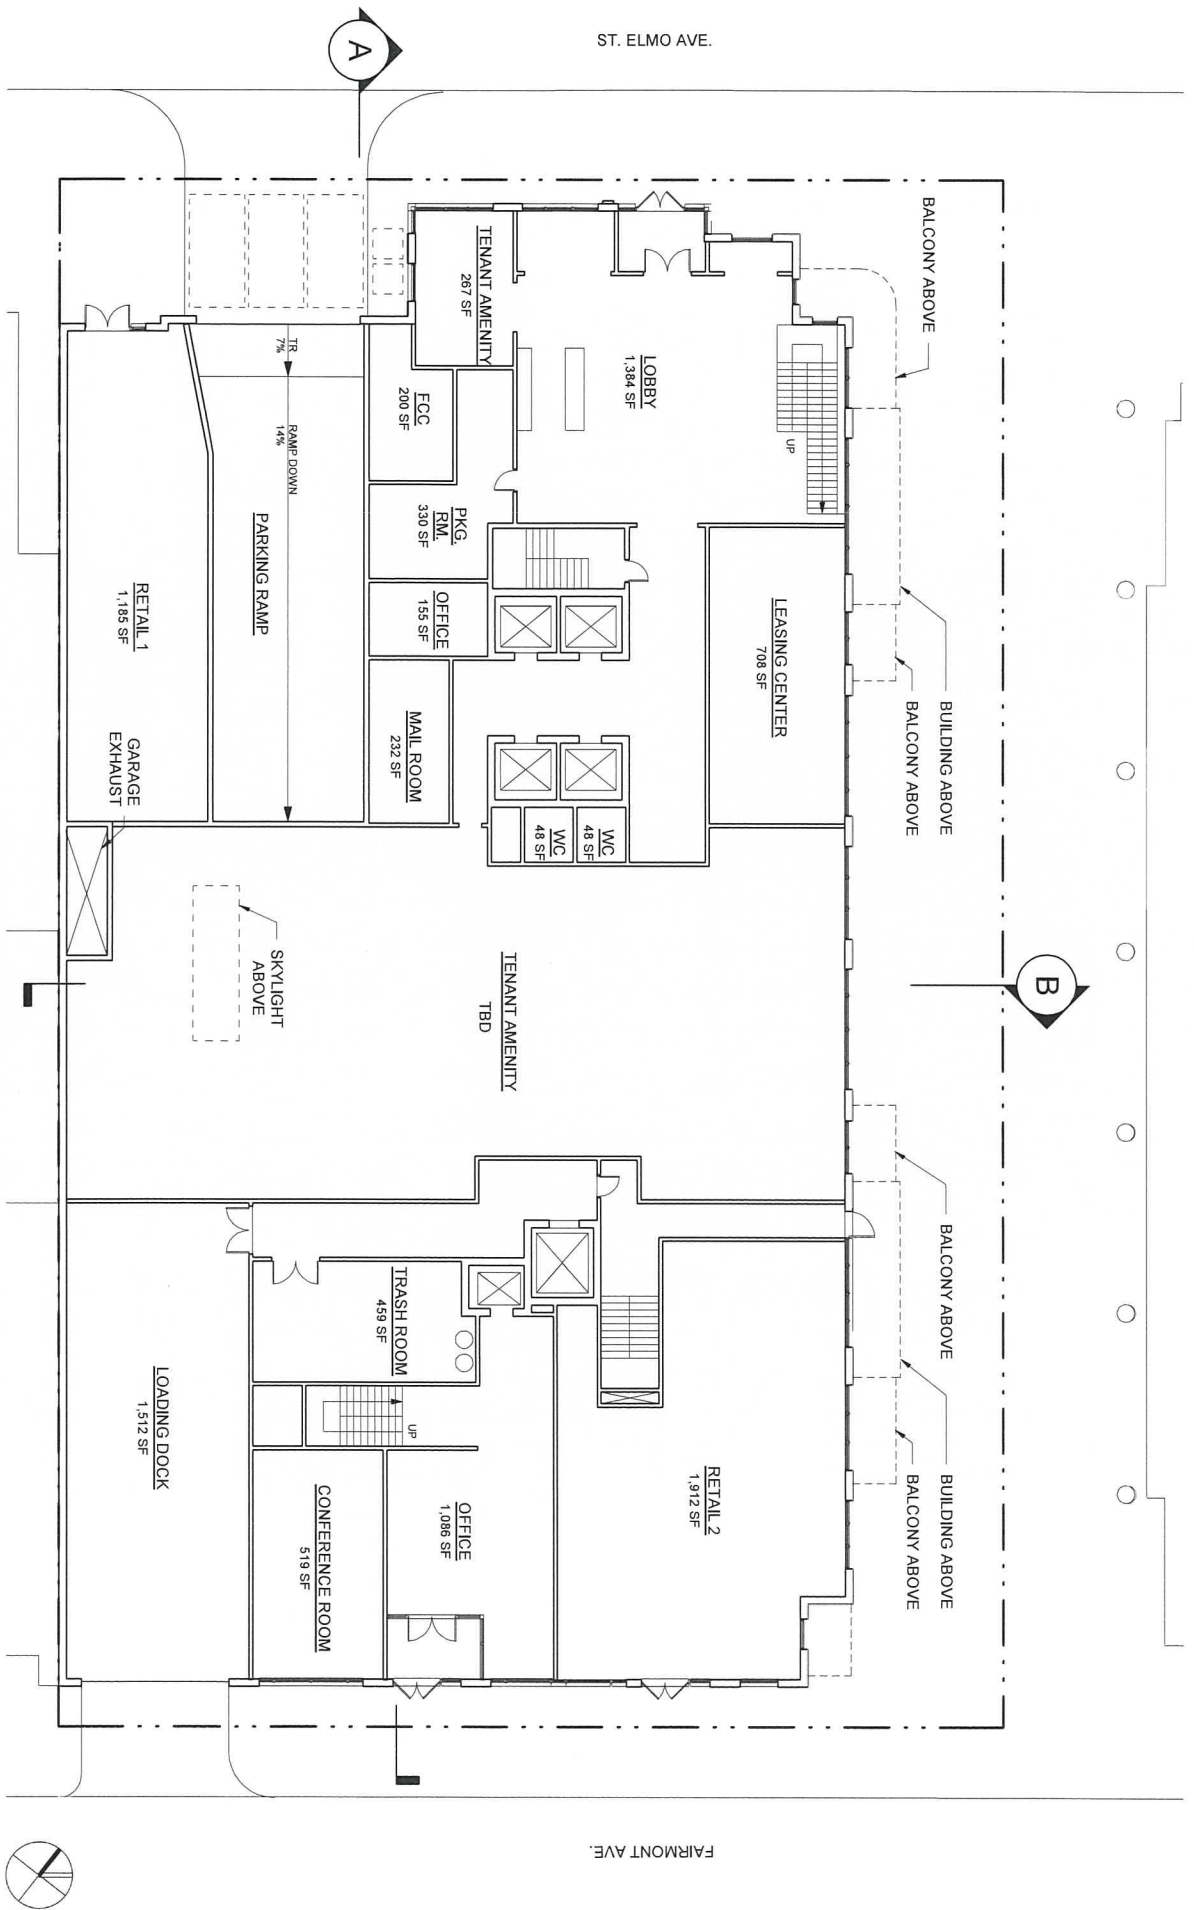 ST. ELMO AVE.
A
BALCONY ABOVE
TENANT AMENITY
267 SF
LOBBY
1,384 SF
UP
TR
7%
RAMP DOWN
14%
FCC
200 SF
PKG.
RM.
330 SF
PARKING RAMP
RETAIL 1
1,185 SF
OFFICE
155 SF
LEASING CENTER
708 SF
BUILDING ABOVE
BALCONY ABOVE
MAIL ROOM
232 SF
GARAGE
EXHAUST
WC
48 SF
WC
48 SF
SKYLIGHT
ABOVE
TENANT AMENITY
TBD
B
BALCONY ABOVE
TRASH ROOM
459 SF
LOADING DOCK
1,512 SF
UP
RETAIL 2
1,912 SF
BUILDING ABOVE
BALCONY ABOVE
OFFICE
1,086 SF
CONFERENCE ROOM
519 SF
FAIRMONT AVE.